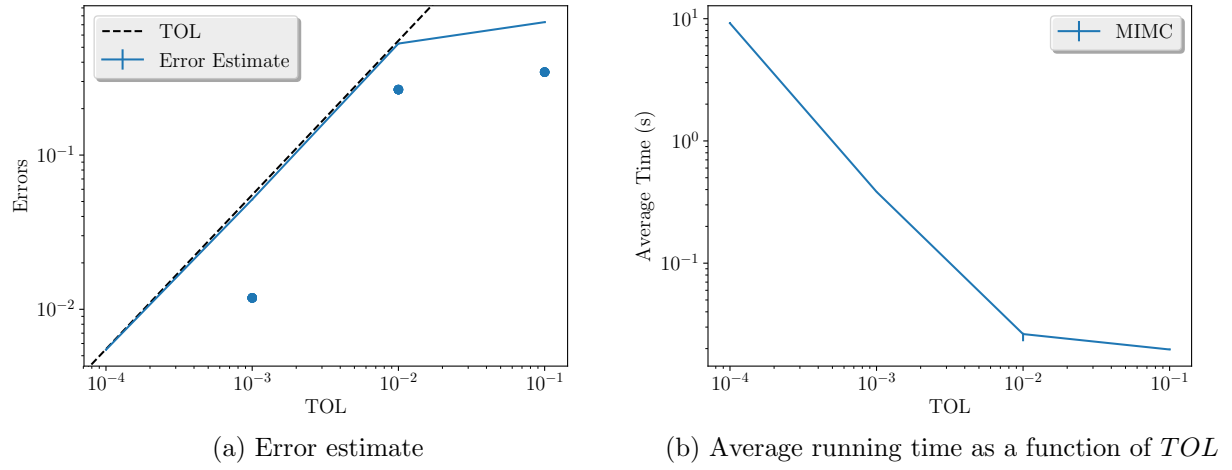 TOL
Error Estimate
Errors
10^{-1}
10^{-2}
10^{-4}
10^{-3}
10^{-2}
10^{-1}
TOL
(a) Error estimate
MIMC
Average Time (s)
10^{1}
10^{0}
10^{-1}
10^{-4}
10^{-3}
10^{-2}
10^{-1}
TOL
(b) Average running time as a function of TOL